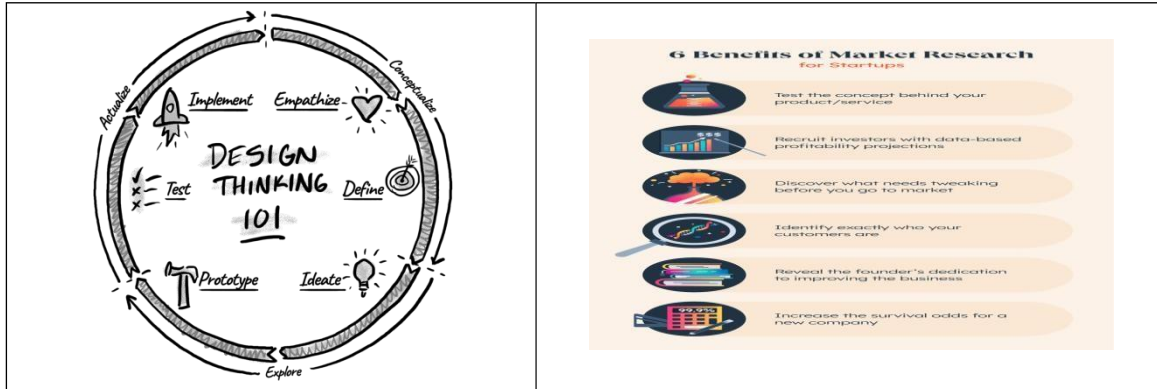 Actualize
Conceptualize
Implement
Empathize
DESIGN
THINKING
101
Test
Define
Prototype
Ideate
Explore
6 Benefits of Market Research
for Startups
Test the concept behind your
product/service
$$$
Recruit investors with data-based
profitability projections
Discover what needs tweaking
before you go to market
Identify exactly who your
customers are
Reveal the founder's dedication
to improving the business
99.9%
Increase the survival odds for a
new company